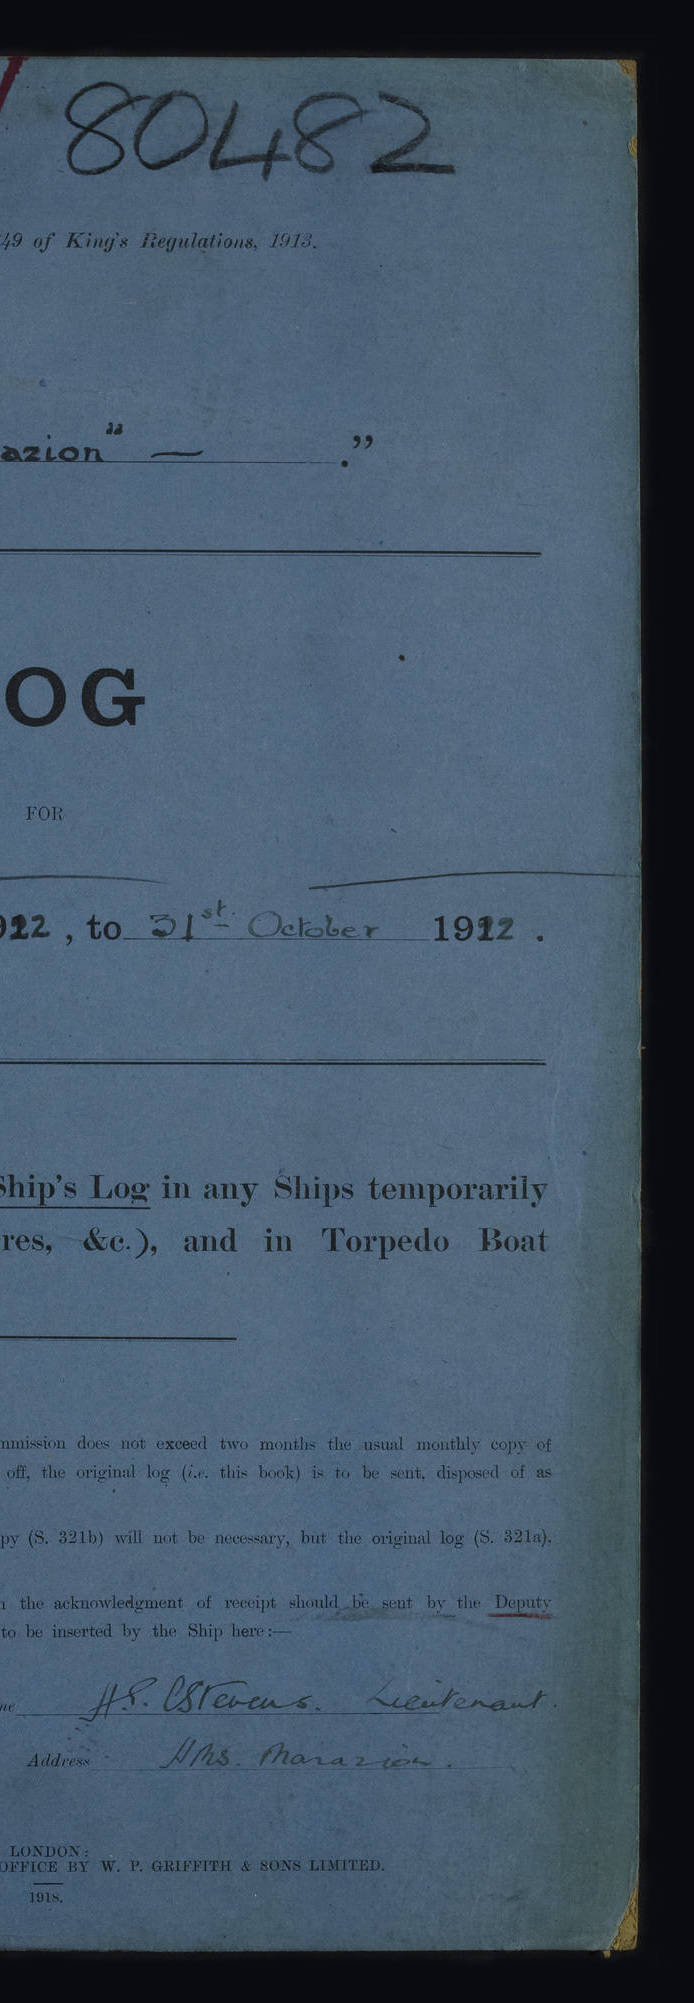 80482
49 of King's Regulations, 1913.
azion" — ."
OG
FOR
922, to 31st October 1922.
Ship's Log in any Ships temporarily
res, &c.), and in Torpedo Boat
mmission does not exceed two months the usual monthly copy of
off, the original log (i.e. this book) is to be sent, disposed of as
py (S. 321b) will not be necessary, but the original log (S. 321a).
the acknowledgment of receipt should be sent by the Deputy
to be inserted by the Ship here:—
me Stevens. Lieutenant.
Address HMS. Marazion.
LONDON:
OFFICE BY W. P. GRIFFITH & SONS LIMITED.
1918.